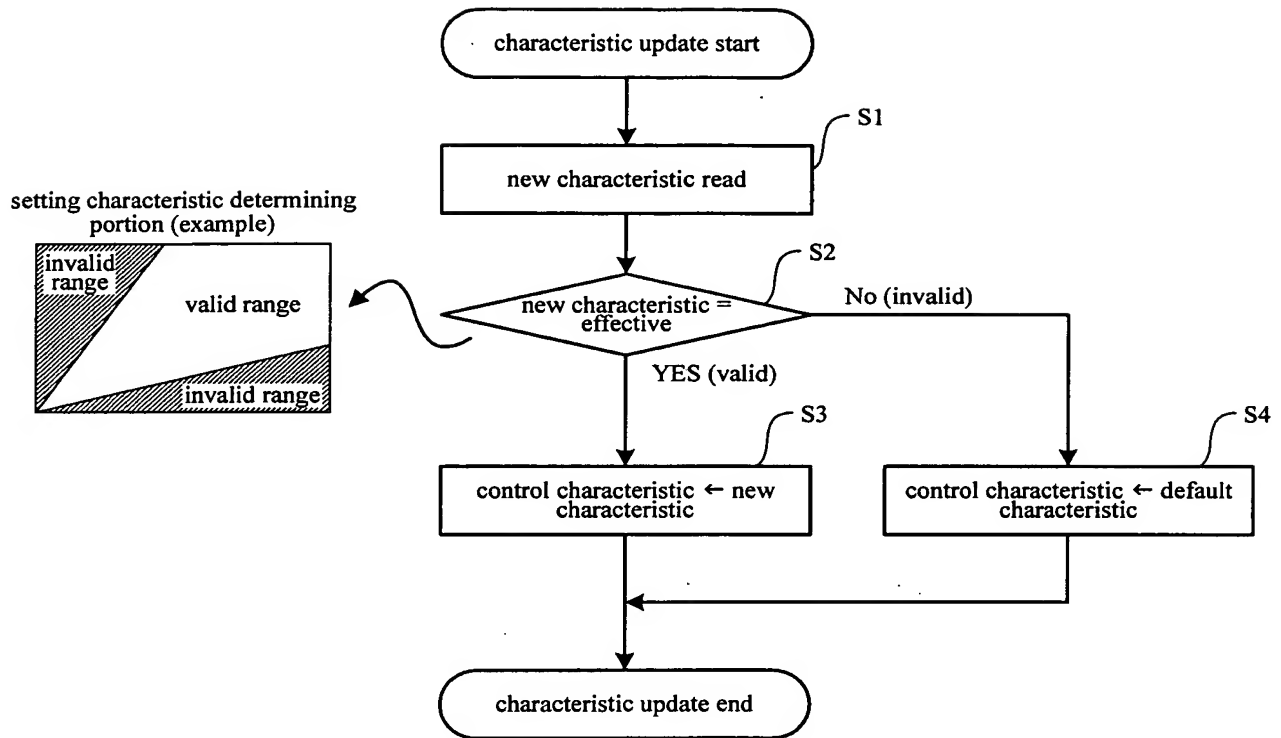 characteristic update start
S1
new characteristic read
setting characteristic determining
portion (example)
invalid
range
valid range
invalid range
S2
new characteristic =
effective
No (invalid)
YES (valid)
S3
control characteristic ← new
characteristic
S4
control characteristic ← default
characteristic
characteristic update end